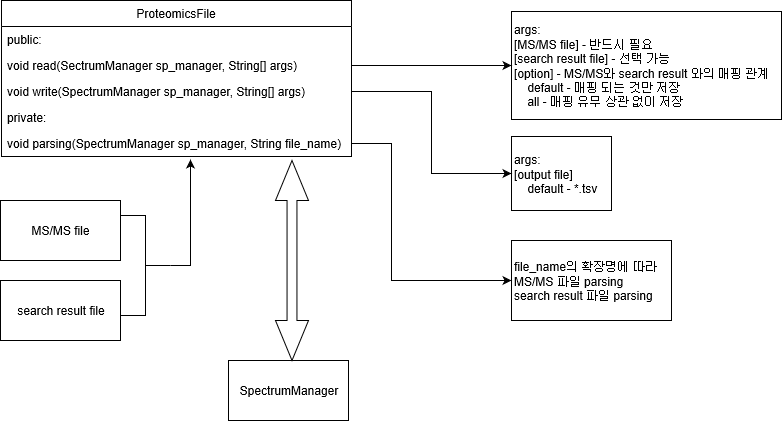 ProteomicsFile
public:
void read(SectrumManager sp_manager, String[] args)
void write(SpectrumManager sp_manager, String[] args)
private:
void parsing(SpectrumManager sp_manager, String file_name)
args:
[MS/MS file] - 반드시 필요
[search result file] - 선택 가능
[option] - MS/MS와 search result 와의 매핑 관계
default - 매핑 되는 것만 저장
all - 매핑 유무 상관 없이 저장
args:
[output file]
default - *.tsv
file_name의 확장명에 따라
MS/MS 파일 parsing
search result 파일 parsing
MS/MS file
search result file
SpectrumManager